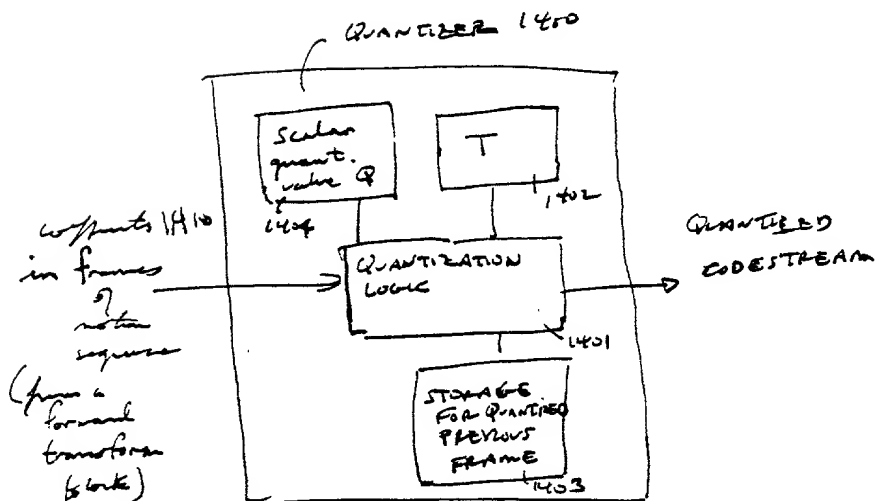 QUANTIZER 1400
Scalar
quant.
value Q
1404
T
1402
coefficients 1410
in frames
of
motion
sequence
(from a
forward
transform
block)
QUANTIZATION
LOGIC
1401
QUANTIZED
CODESTREAM
STORAGE
FOR QUANTIZED
PREVIOUS
FRAME
1403